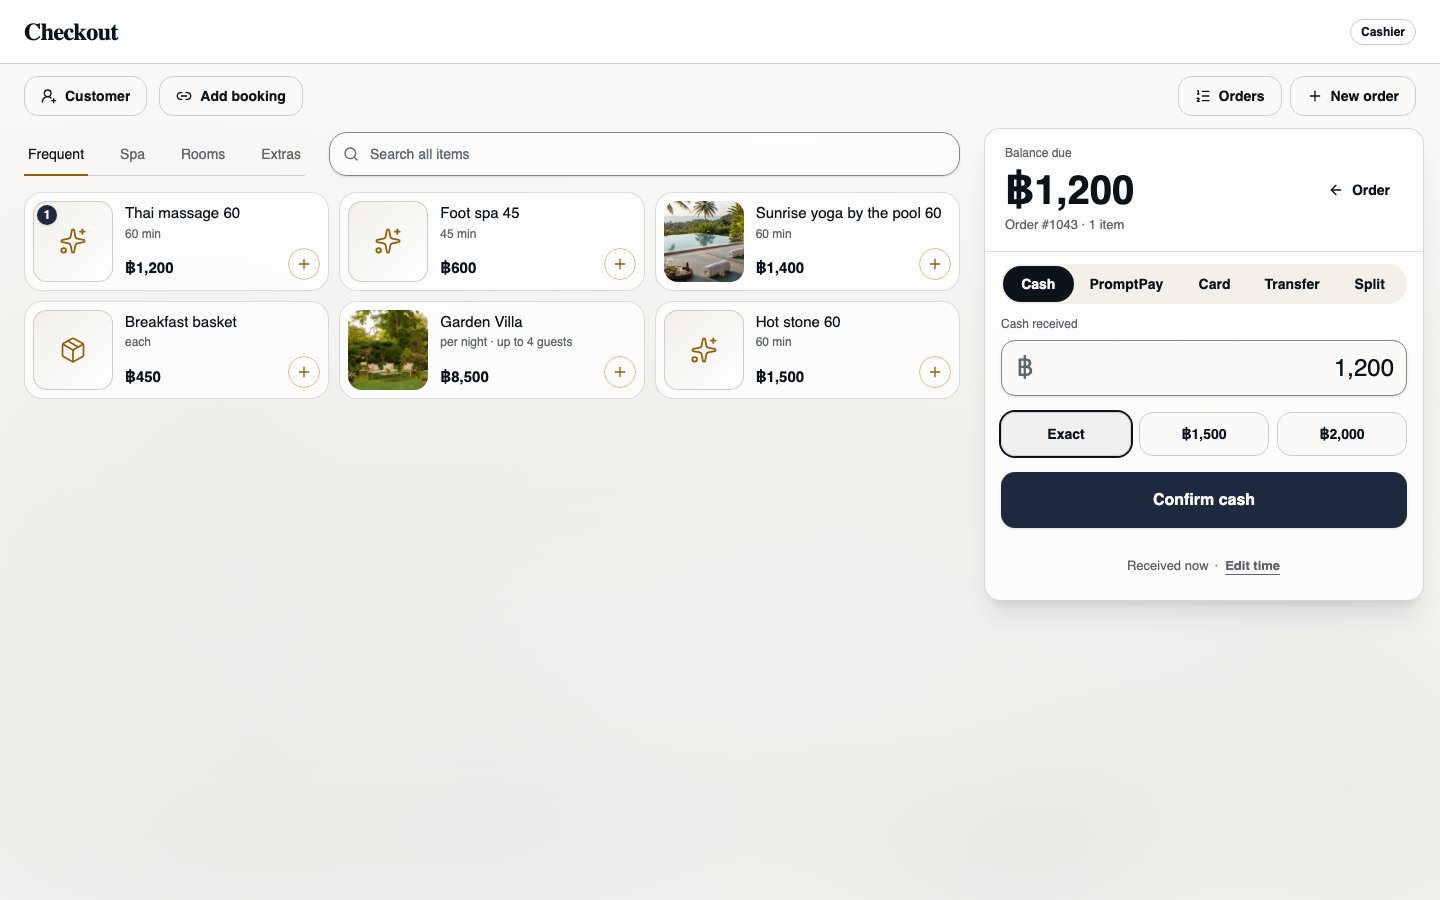 Checkout
Cashier
Customer
Add booking
Orders
New order
Frequent
Spa
Rooms
Extras
Search all items
1
Thai massage 60
60 min
฿1,200
Foot spa 45
45 min
฿600
Sunrise yoga by the pool 60
60 min
฿1,400
Breakfast basket
each
฿450
Garden Villa
per night · up to 4 guests
฿8,500
Hot stone 60
60 min
฿1,500
Balance due
฿1,200
Order
Order #1043 · 1 item
Cash
PromptPay
Card
Transfer
Split
Cash received
฿ 1,200
Exact
฿1,500
฿2,000
Confirm cash
Received now · Edit time